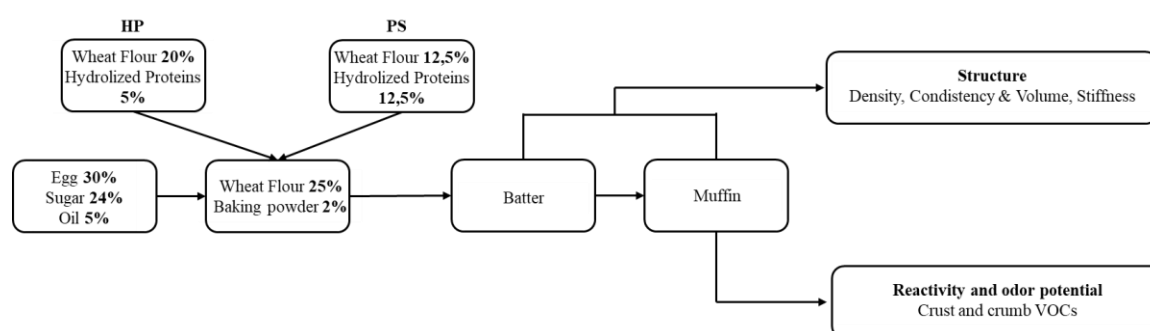 HP
Wheat Flour 20%
Hydrolized Proteins
5%
PS
Wheat Flour 12,5%
Hydrolized Proteins
12,5%
Egg 30%
Sugar 24%
Oil 5%
Wheat Flour 25%
Baking powder 2%
Batter
Muffin
Structure
Density, Condistency & Volume, Stiffness
Reactivity and odor potential
Crust and crumb VOCs